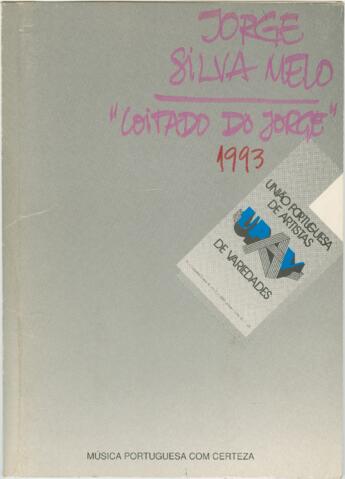 JORGE
SILVA MELO
"COITADO DO JORGE"
1993
UNIÃO PORTUGUESA
DE ARTISTAS
UPAV
DE VARIEDADES
MÚSICA PORTUGUESA COM CERTEZA